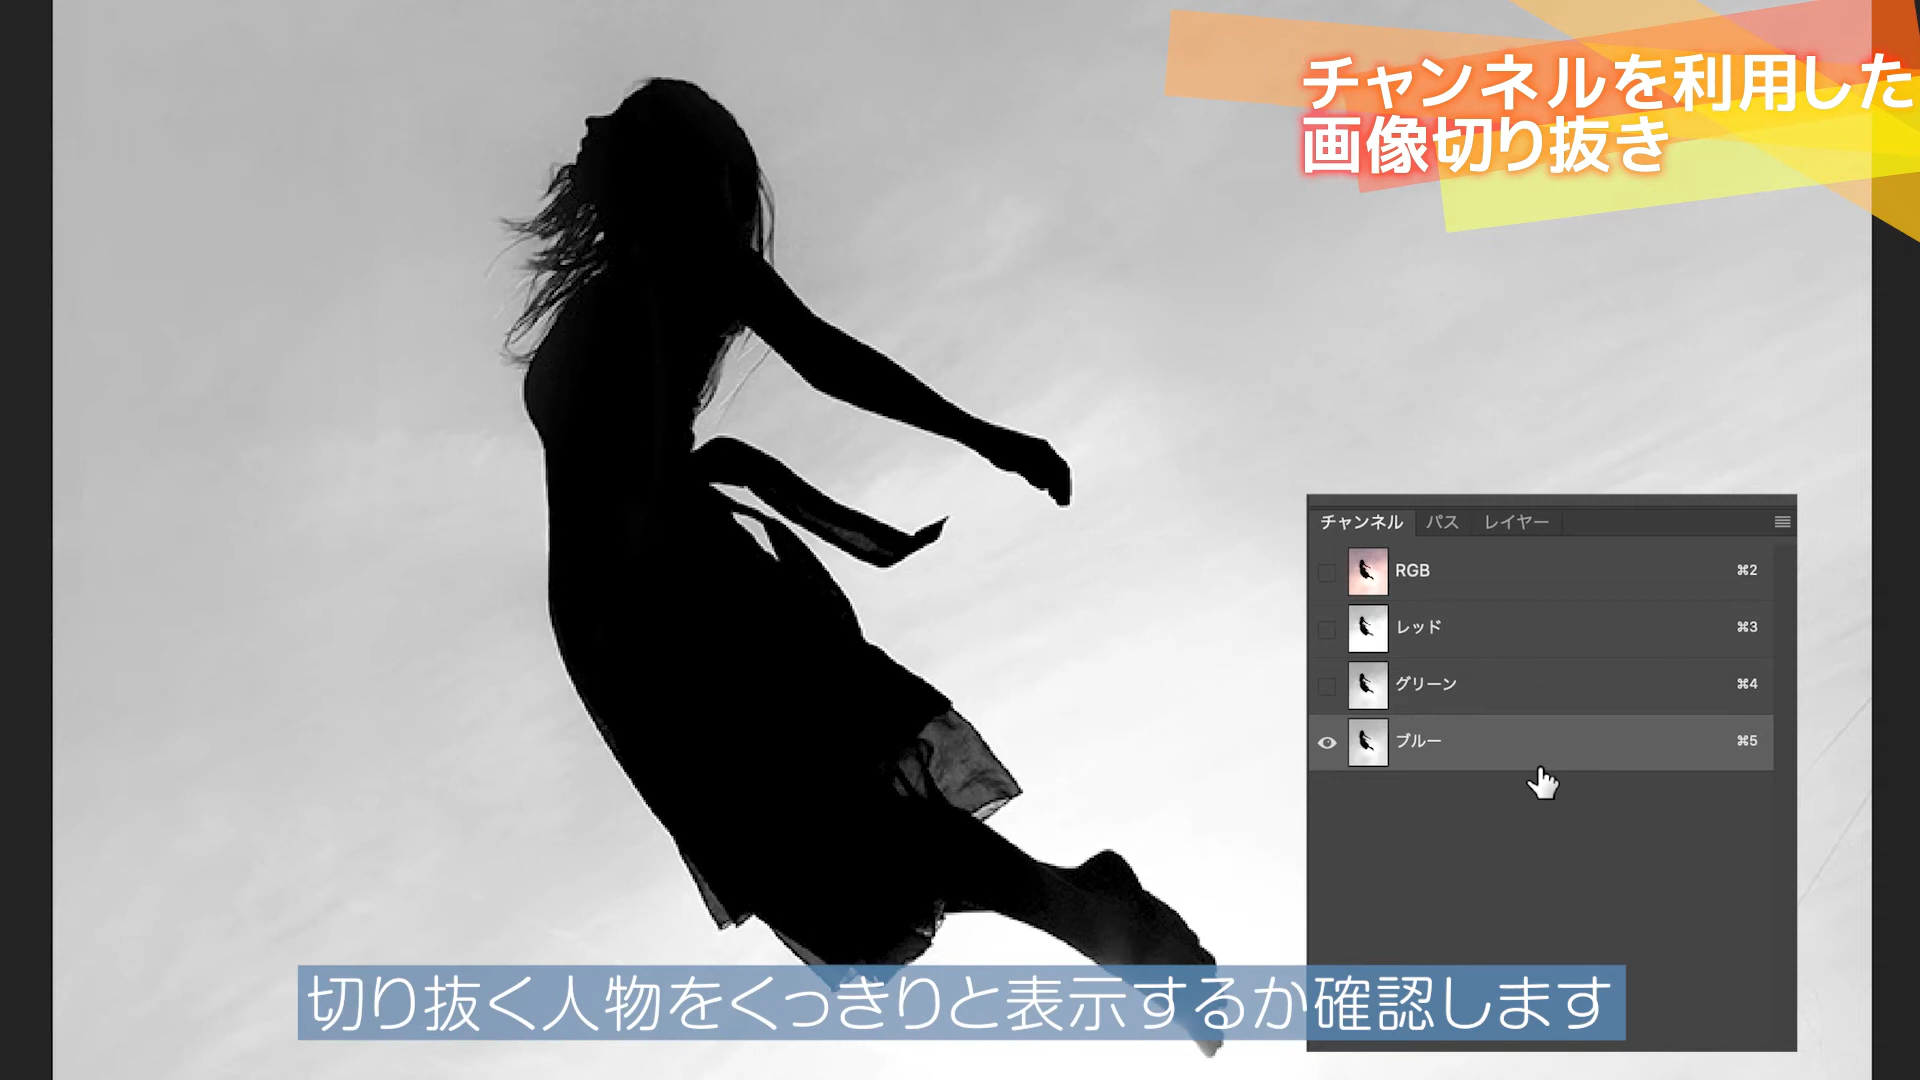 チャンネルを利用した
画像切り抜き
チャンネル パス レイヤー
RGB ⌘2
レッド ⌘3
グリーン ⌘4
ブルー ⌘5
切り抜く人物をくっきりと表示するか確認します